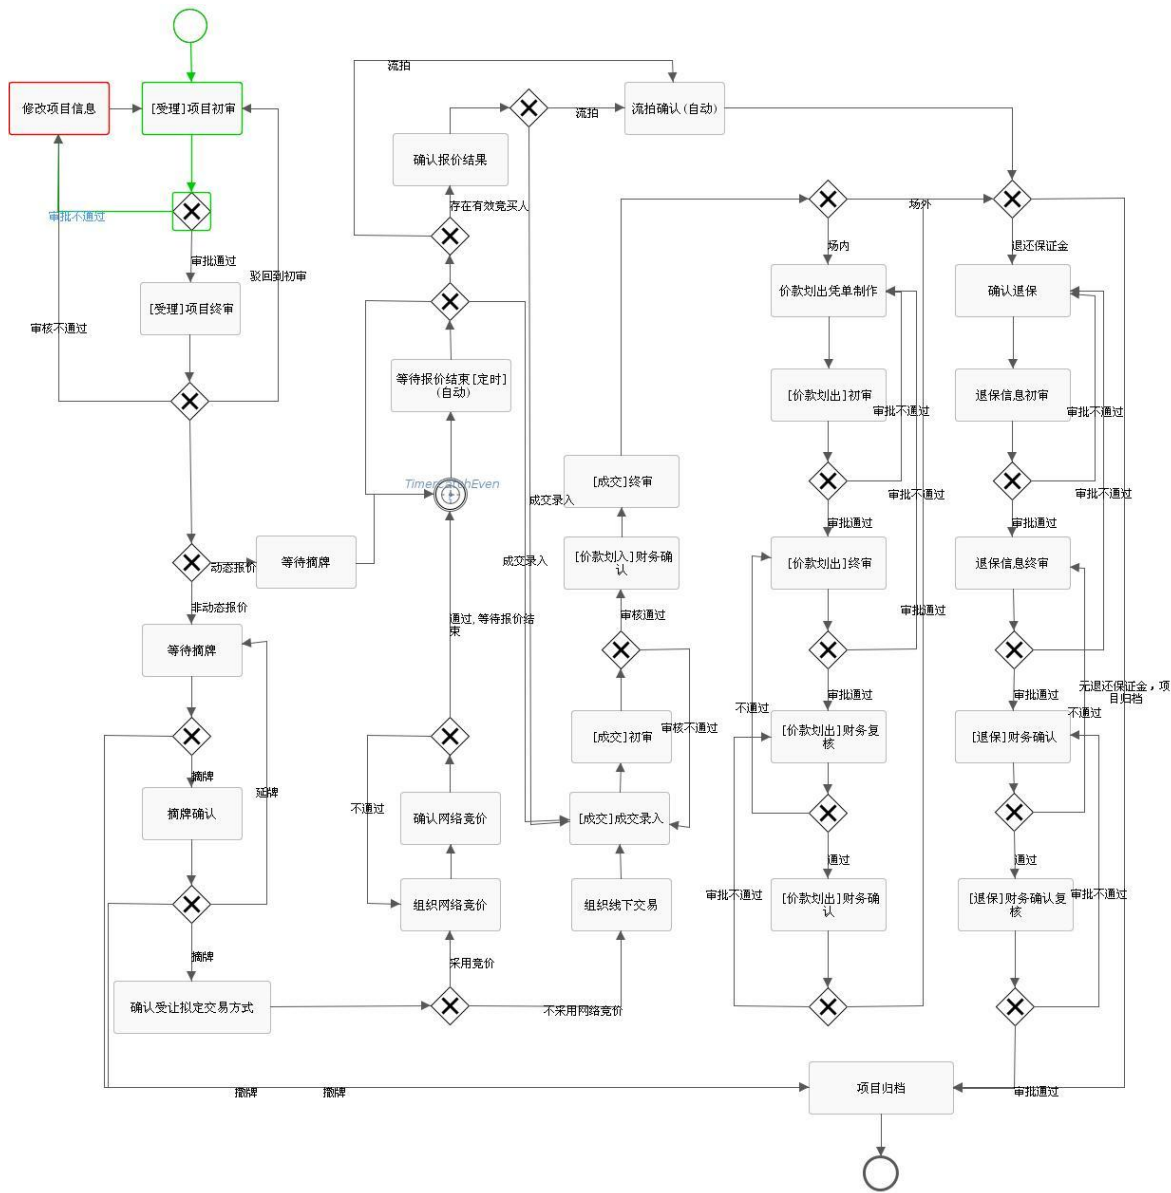 流拍
修改项目信息
[受理]项目初审
流拍
流拍确认(自动)
确认报价结果
审批不通过
存在有效竞买人
场外
审批通过
驳回到初审
场内
退还保证金
[受理]项目终审
价款划出凭单制作
确认退保
审核不通过
等待报价结束[定时]
(自动)
[价款划出]初审
审批不通过
退保信息初审
审批不通过
TimercatchEven
[成交]终审
成交录入
审批不通过
审批不通过
审批通过
审批通过
动态报价
等待摘牌
成交录入
[价款划入]财务确
认
[价款划出]终审
退保信息终审
非动态报价
通过,等待报价结
束
审核通过
审批通过
等待摘牌
无退还保证金，项
目归档
审批通过
审批通过
不通过
不通过
[成交]初审
审核不通过
[价款划出]财务复
核
[退保]财务确认
摘牌
延牌
摘牌确认
不通过
确认网络竞价
[成交]成交录入
通过
通过
组织网络竞价
组织线下交易
审批不通过
[价款划出]财务确
认
[退保]财务确认复
核
审批不通过
摘牌
采用竞价
确认受让拟定交易方式
不采用网络竞价
撤牌
撤牌
项目归档
审批通过